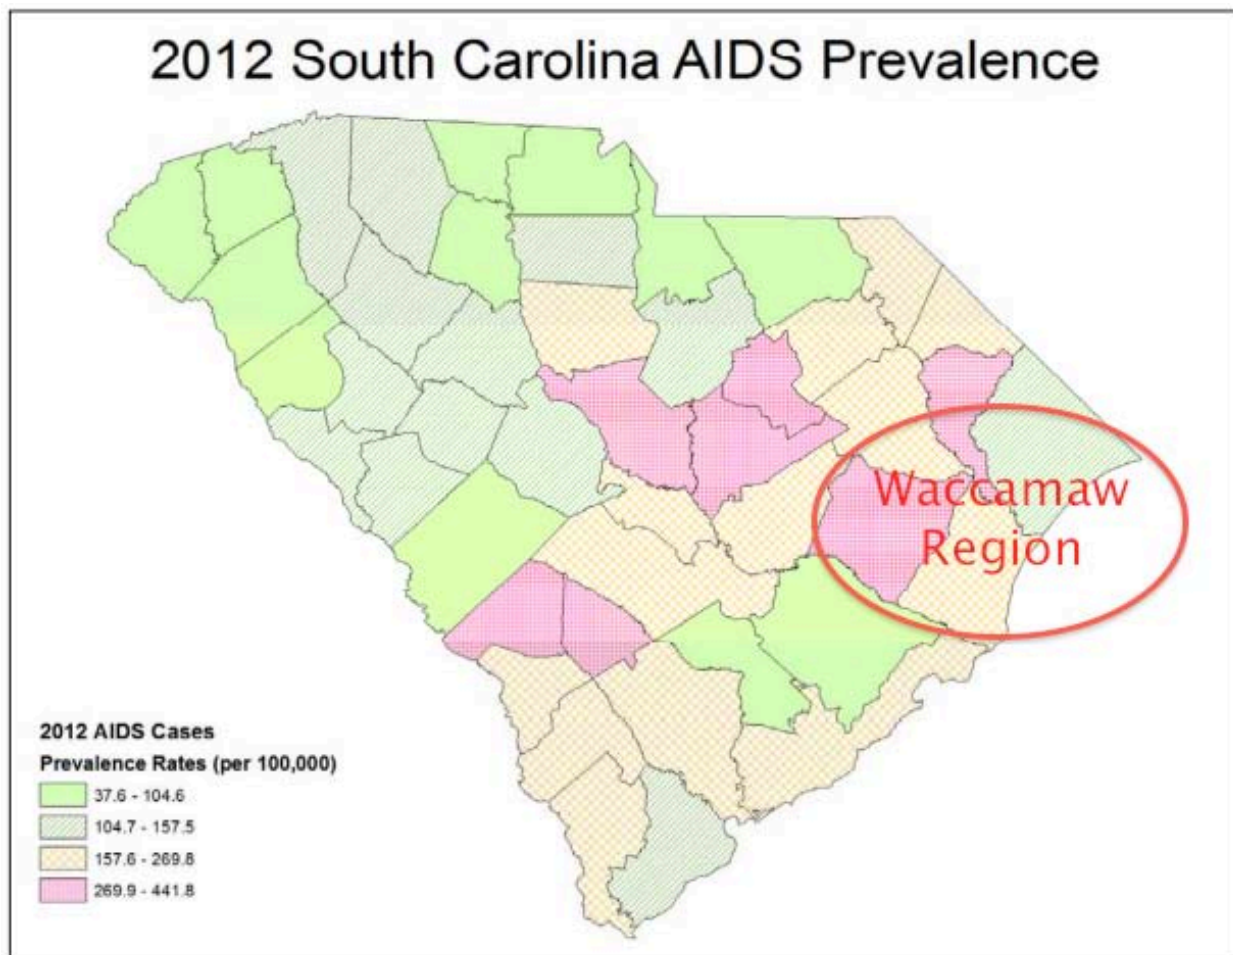 2012 South Carolina AIDS Prevalence
Waccamaw
Region
2012 AIDS Cases
Prevalence Rates (per 100,000)
37.6 - 104.6
104.7 - 157.5
157.6 - 269.8
269.9 - 441.8